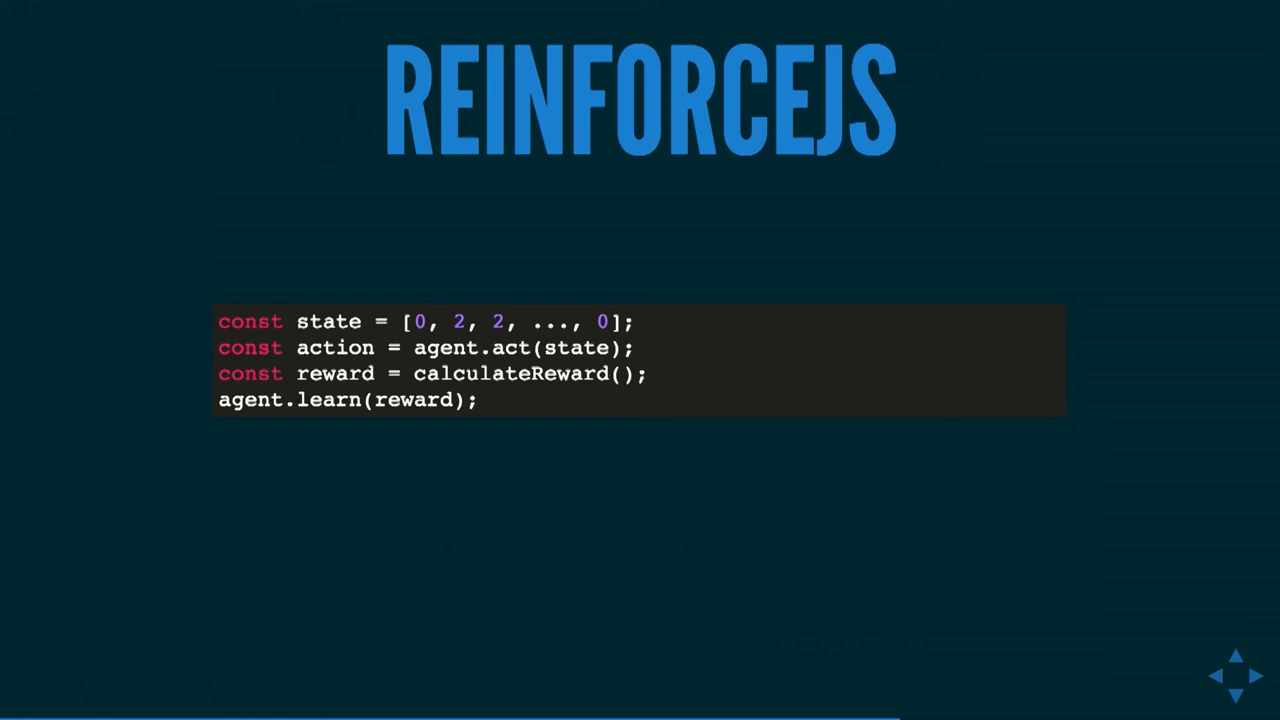 REINFORCEJS
const state = [0, 2, 2, ..., 0];
const action = agent.act(state);
const reward = calculateReward();
agent.learn(reward);